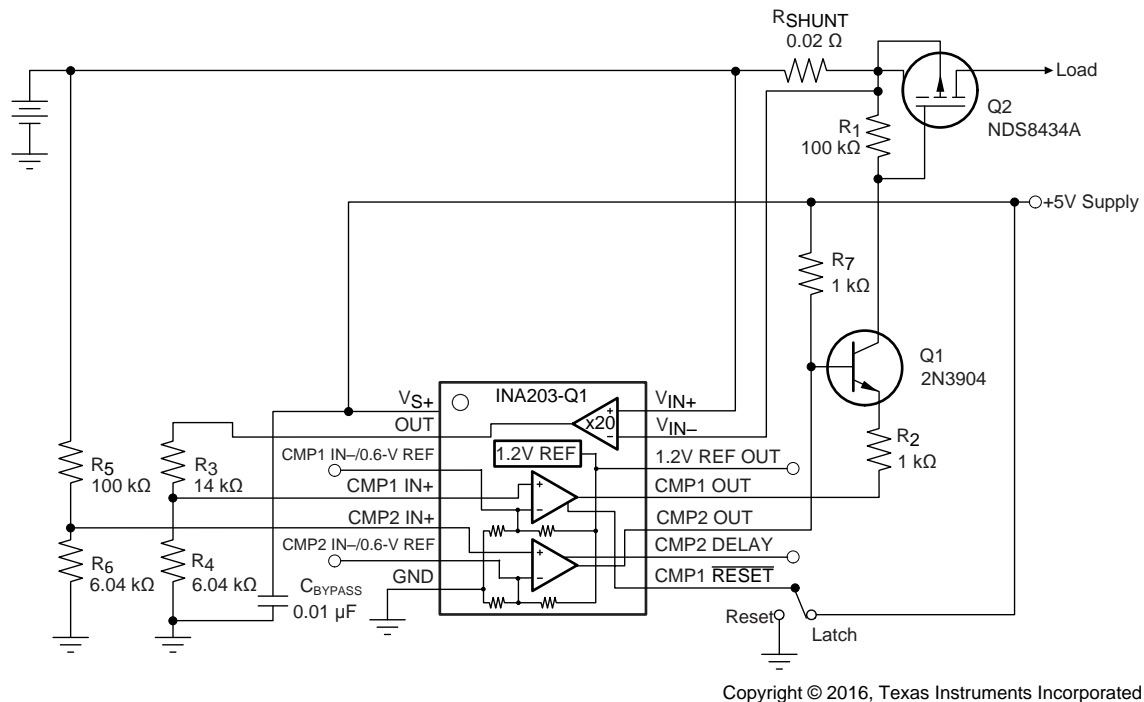 RSHUNT
0.02 Ω
Load
Q2
NDS8434A
R1
100 kΩ
+5V Supply
R7
1 kΩ
Q1
2N3904
R2
1 kΩ
INA203-Q1
VS+
OUT
x20
VIN+
VIN–
1.2V REF
CMP1 IN–/0.6-V REF
1.2V REF OUT
R5
100 kΩ
R3
14 kΩ
CMP1 IN+
CMP1 OUT
CMP2 IN+
CMP2 OUT
CMP2 IN–/0.6-V REF
CMP2 DELAY
R6
6.04 kΩ
R4
6.04 kΩ
CBYPASS
0.01 µF
GND
CMP1 RESET
+
–
+
–
+
–
Reset
Latch
Copyright © 2016, Texas Instruments Incorporated